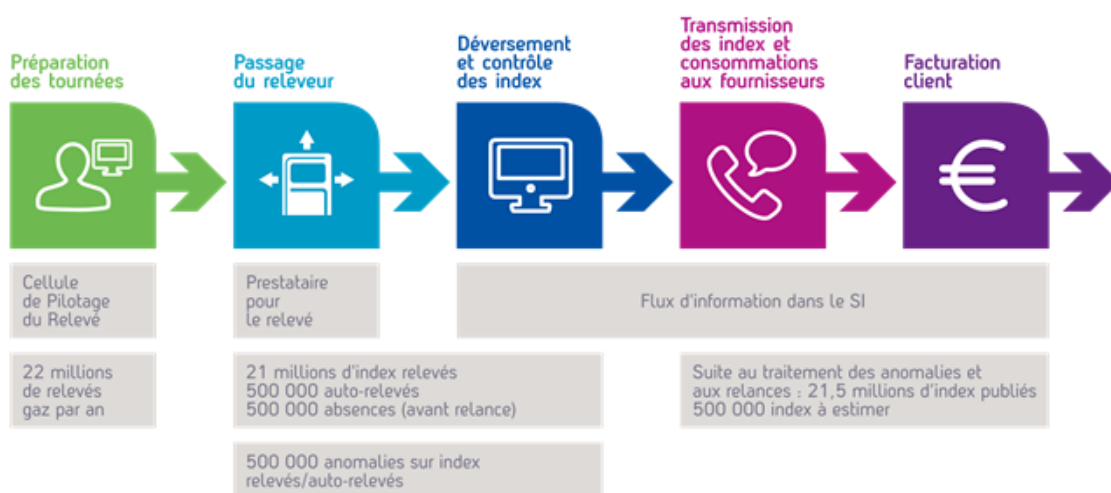 Préparation
des tournées
Passage
du releveur
Déversement
et contrôle
des index
Transmission
des index et
consommations
aux fournisseurs
Facturation
client
€
Cellule
de Pilotage
du Relevé
Prestataire
pour
le relevé
Flux d'information dans le SI
22 millions
de relevés
gaz par an
21 millions d'index relevés
500 000 auto-relevés
500 000 absences (avant relance)
Suite au traitement des anomalies et
aux relances : 21,5 millions d'index publiés
500 000 index à estimer
500 000 anomalies sur index
relevés/auto-relevés